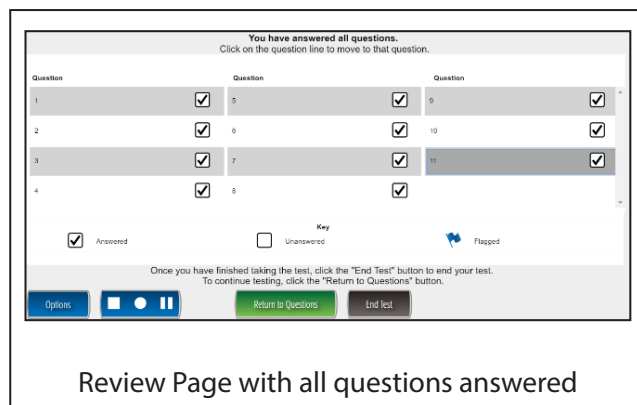 You have answered all questions.
Click on the question line to move to that question.
Question Question Question
1 5 9
2 6 10
3 7 11
4 8
Key
Answered Unanswered Flagged
Once you have finished taking the test, click the "End Test" button to end your test.
To continue testing, click the "Return to Questions" button.
Options Return to Questions End Test
Review Page with all questions answered